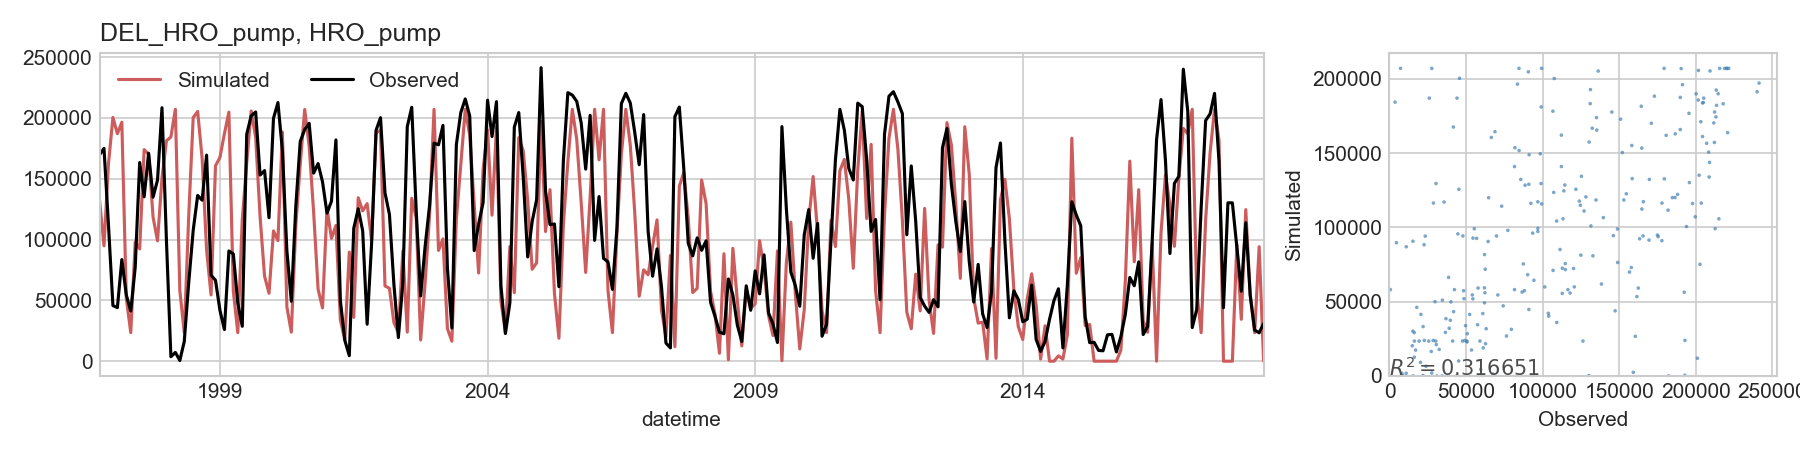 DEL_HRO_pump, HRO_pump
Simulated Observed
250000
200000
150000
100000
50000
0
1999 2004 2009 2014
datetime
200000
150000
100000
50000
0
Simulated
R² = 0.316651
0 50000 100000 150000 200000 250000
Observed